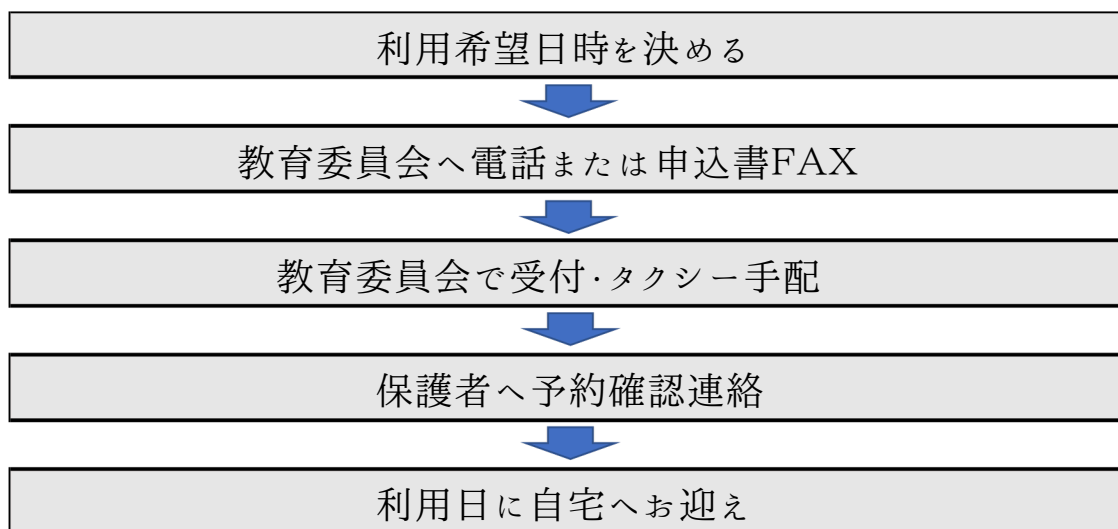 利用希望日時を決める
教育委員会へ電話または申込書FAX
教育委員会で受付・タクシー手配
保護者へ予約確認連絡
利用日に自宅へお迎え